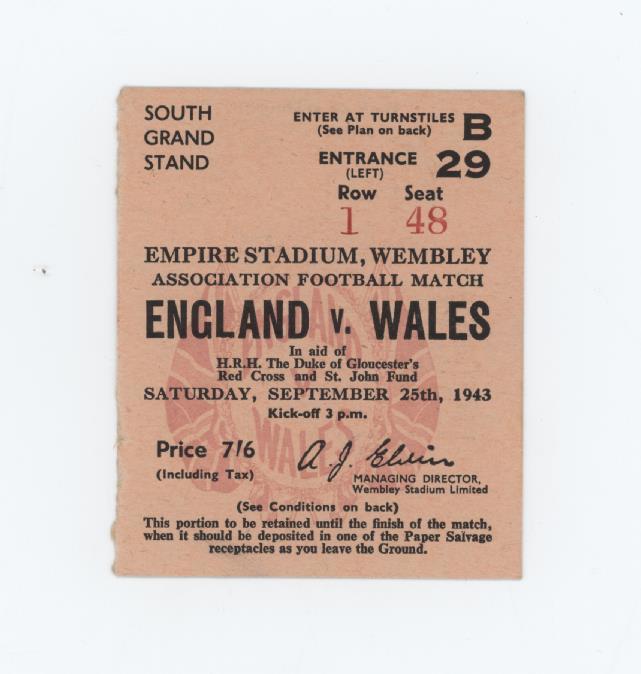 SOUTH
GRAND
STAND
ENTER AT TURNSTILES B
(See Plan on back)
ENTRANCE 29
(LEFT)
Row Seat
1 48
EMPIRE STADIUM, WEMBLEY
ASSOCIATION FOOTBALL MATCH
ENGLAND v. WALES
In aid of
H.R.H. The Duke of Gloucester's
Red Cross and St. John Fund
SATURDAY, SEPTEMBER 25th, 1943
Kick-off 3 p.m.
Price 7/6
(Including Tax)
A. J. Elvin
MANAGING DIRECTOR,
Wembley Stadium Limited
(See Conditions on back)
This portion to be retained until the finish of the match,
when it should be deposited in one of the Paper Salvage
receptacles as you leave the Ground.
ENGLAND
V
WALES